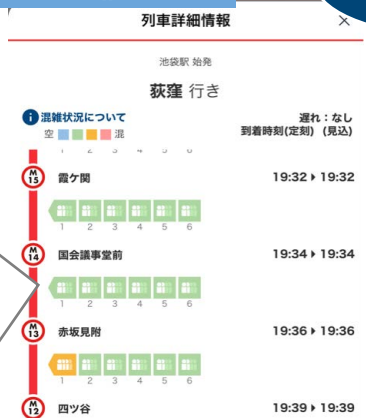 列車詳細情報 ×
池袋駅 始発
荻窪 行き
i 混雑状況について 遅れ：なし
空 混 到着時刻(定刻) (見込)
1 2 3 4 5 6
M15 霞ケ関 19:32 ▸ 19:32
1 2 3 4 5 6
M14 国会議事堂前 19:34 ▸ 19:34
1 2 3 4 5 6
M13 赤坂見附 19:36 ▸ 19:36
1 2 3 4 5 6
M12 四ツ谷 19:39 ▸ 19:39